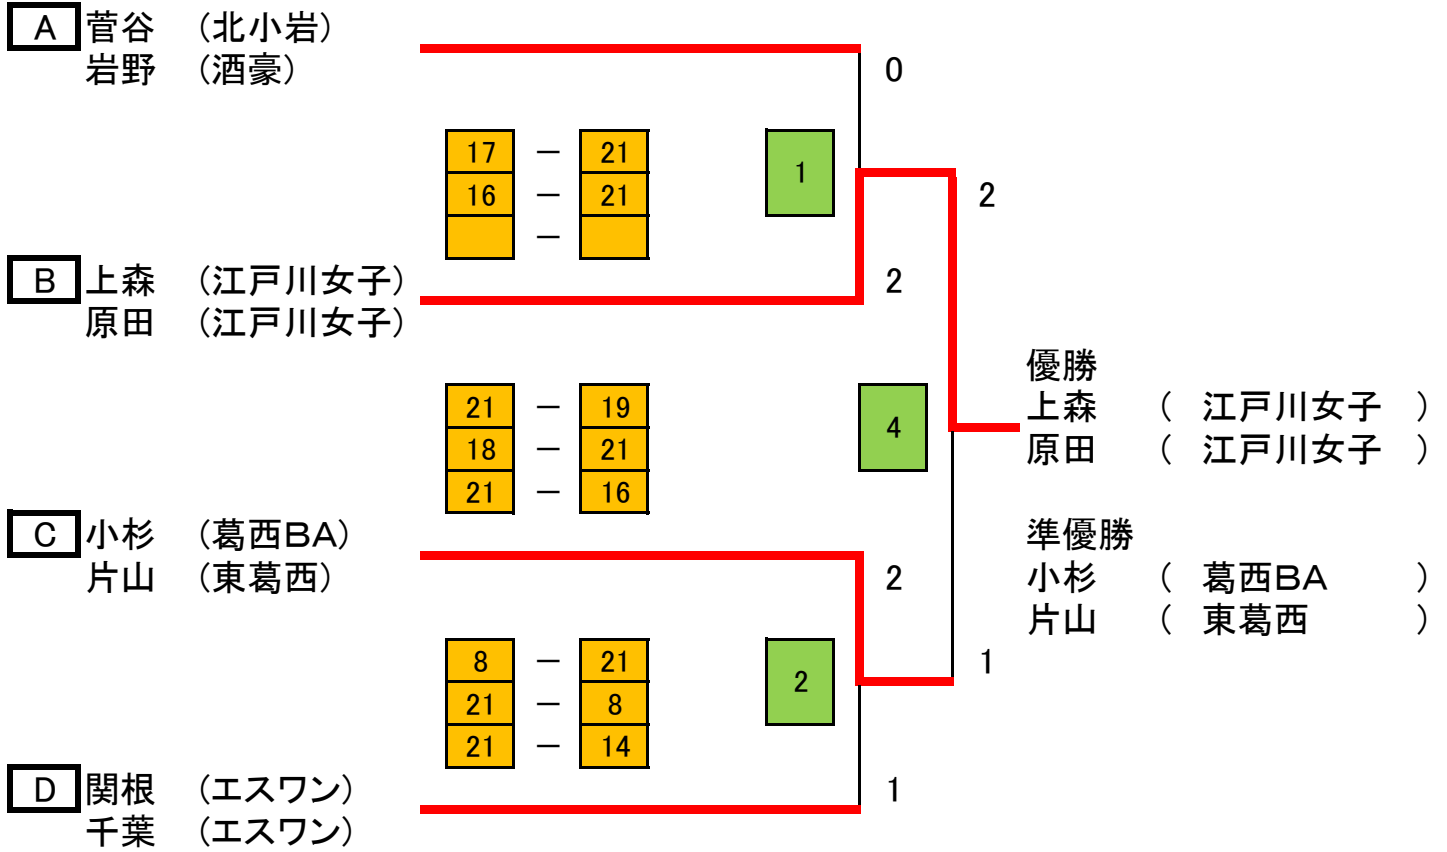 A 菅谷 (北小岩)
岩野 (酒豪)
0
17 － 21
16 － 21
－
1
2
B 上森 (江戸川女子)
原田 (江戸川女子)
2
21 － 19
18 － 21
21 － 16
4
優勝
上森 ( 江戸川女子 )
原田 ( 江戸川女子 )
C 小杉 (葛西BA)
片山 (東葛西)
2
準優勝
小杉 ( 葛西BA )
片山 ( 東葛西 )
8 － 21
21 － 8
21 － 14
2
1
D 関根 (エスワン)
千葉 (エスワン)
1